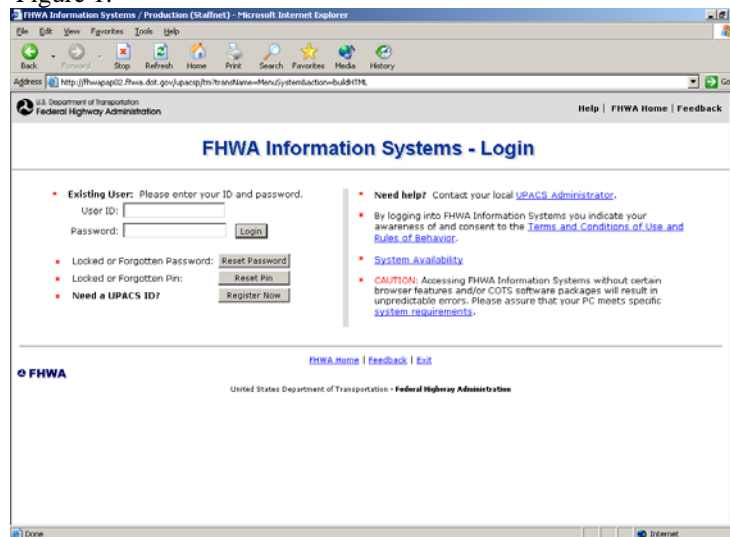 Figure 1.
FHWA Information Systems / Production (Staffnet) - Microsoft Internet Explorer
File Edit View Favorites Tools Help
Back Forward Stop Refresh Home Print Search Favorites Media History
Address http://fhwapap02.fhwa.dot.gov/upacsp/tm?transName=MenuSystem&action=buildHTML Go
U.S. Department of Transportation
Federal Highway Administration
Help | FHWA Home | Feedback
FHWA Information Systems - Login
Existing User: Please enter your ID and password.
User ID:
Password: Login
Locked or Forgotten Password: Reset Password
Locked or Forgotten Pin: Reset Pin
Need a UPACS ID? Register Now
Need help? Contact your local UPACS Administrator.
By logging into FHWA Information Systems you indicate your
awareness of and consent to the Terms and Conditions of Use and
Rules of Behavior.
System Availability
CAUTION: Accessing FHWA Information Systems without certain
browser features and/or COTS software packages will result in
unpredictable errors. Please assure that your PC meets specific
system requirements.
FHWA Home | Feedback | Exit
FHWA
United States Department of Transportation - Federal Highway Administration
Done Internet